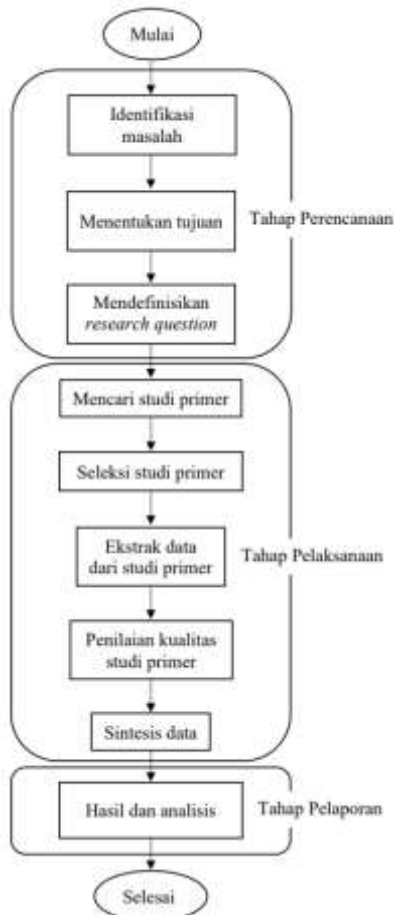 Mulai
Identifikasi
masalah
Menentukan tujuan
Tahap Perencanaan
Mendefinisikan
research question
Mencari studi primer
Seleksi studi primer
Ekstrak data
dari studi primer
Tahap Pelaksanaan
Penilaian kualitas
studi primer
Sintesis data
Hasil dan analisis
Tahap Pelaporan
Selesai